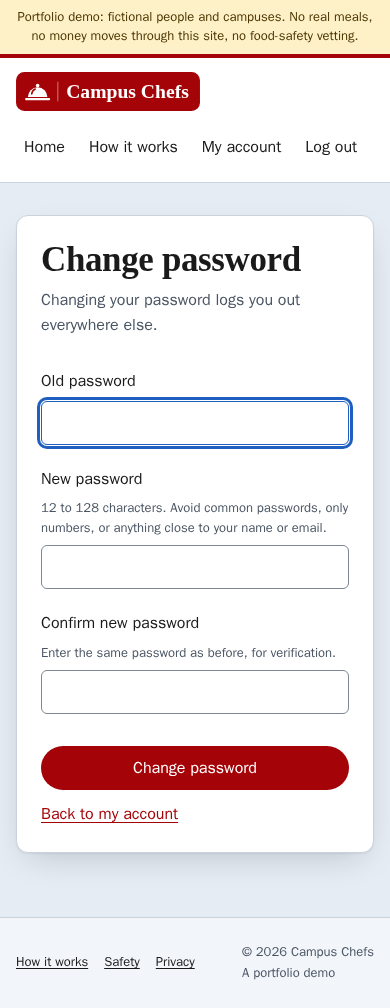 Portfolio demo: fictional people and campuses. No real meals,
no money moves through this site, no food-safety vetting.
Campus Chefs
Home How it works My account Log out
Change password
Changing your password logs you out
everywhere else.
Old password
New password
12 to 128 characters. Avoid common passwords, only
numbers, or anything close to your name or email.
Confirm new password
Enter the same password as before, for verification.
Change password
Back to my account
How it works Safety Privacy
© 2026 Campus Chefs
A portfolio demo